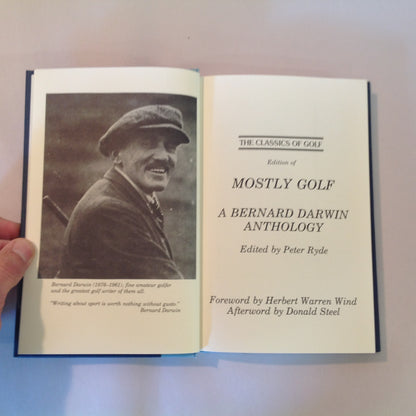 Bernard Darwin (1876-1961); fine amateur golfer
and the greatest golf writer of them all.
"Writing about sport is worth nothing without gusto."
Bernard Darwin
THE CLASSICS OF GOLF
Edition of
MOSTLY GOLF
A BERNARD DARWIN
ANTHOLOGY
Edited by Peter Ryde
Foreword by Herbert Warren Wind
Afterword by Donald Steel